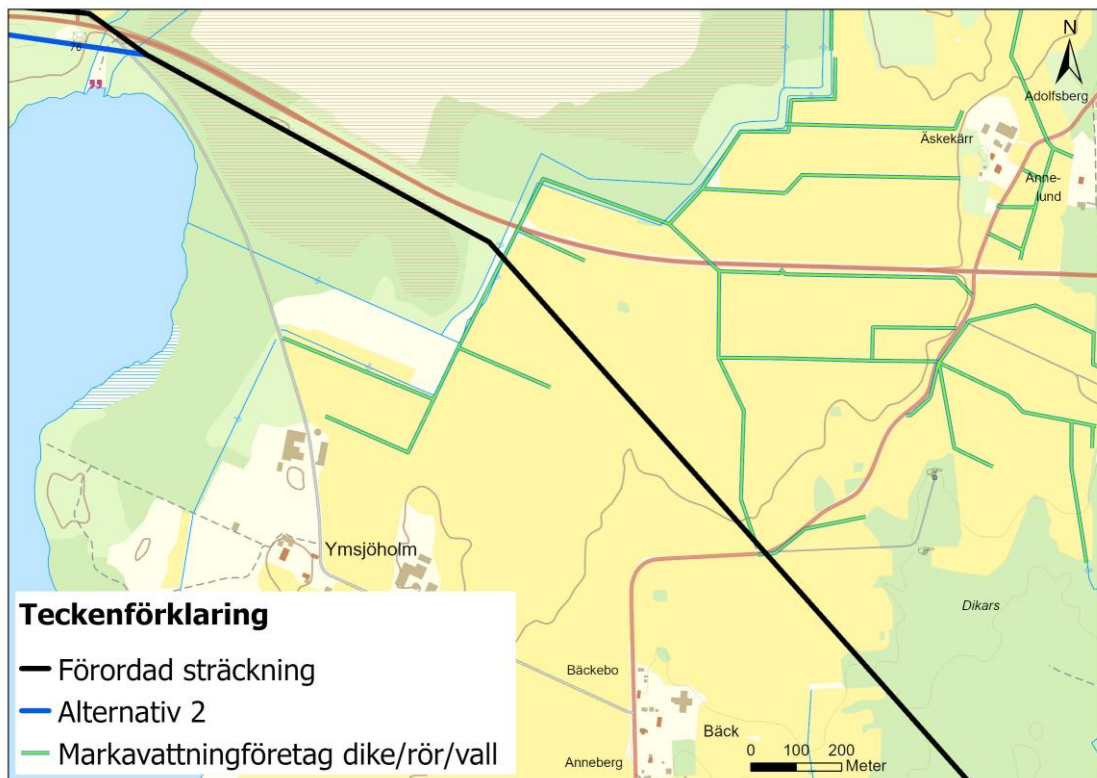 N
76
Adolfsberg
Äskekärr
Anne-
lund
Ymsjöholm
Dikars
Bäckebo
Bäck
Anneberg
Teckenförklaring
Förordad sträckning
Alternativ 2
Markavattningföretag dike/rör/vall
0 100 200
Meter